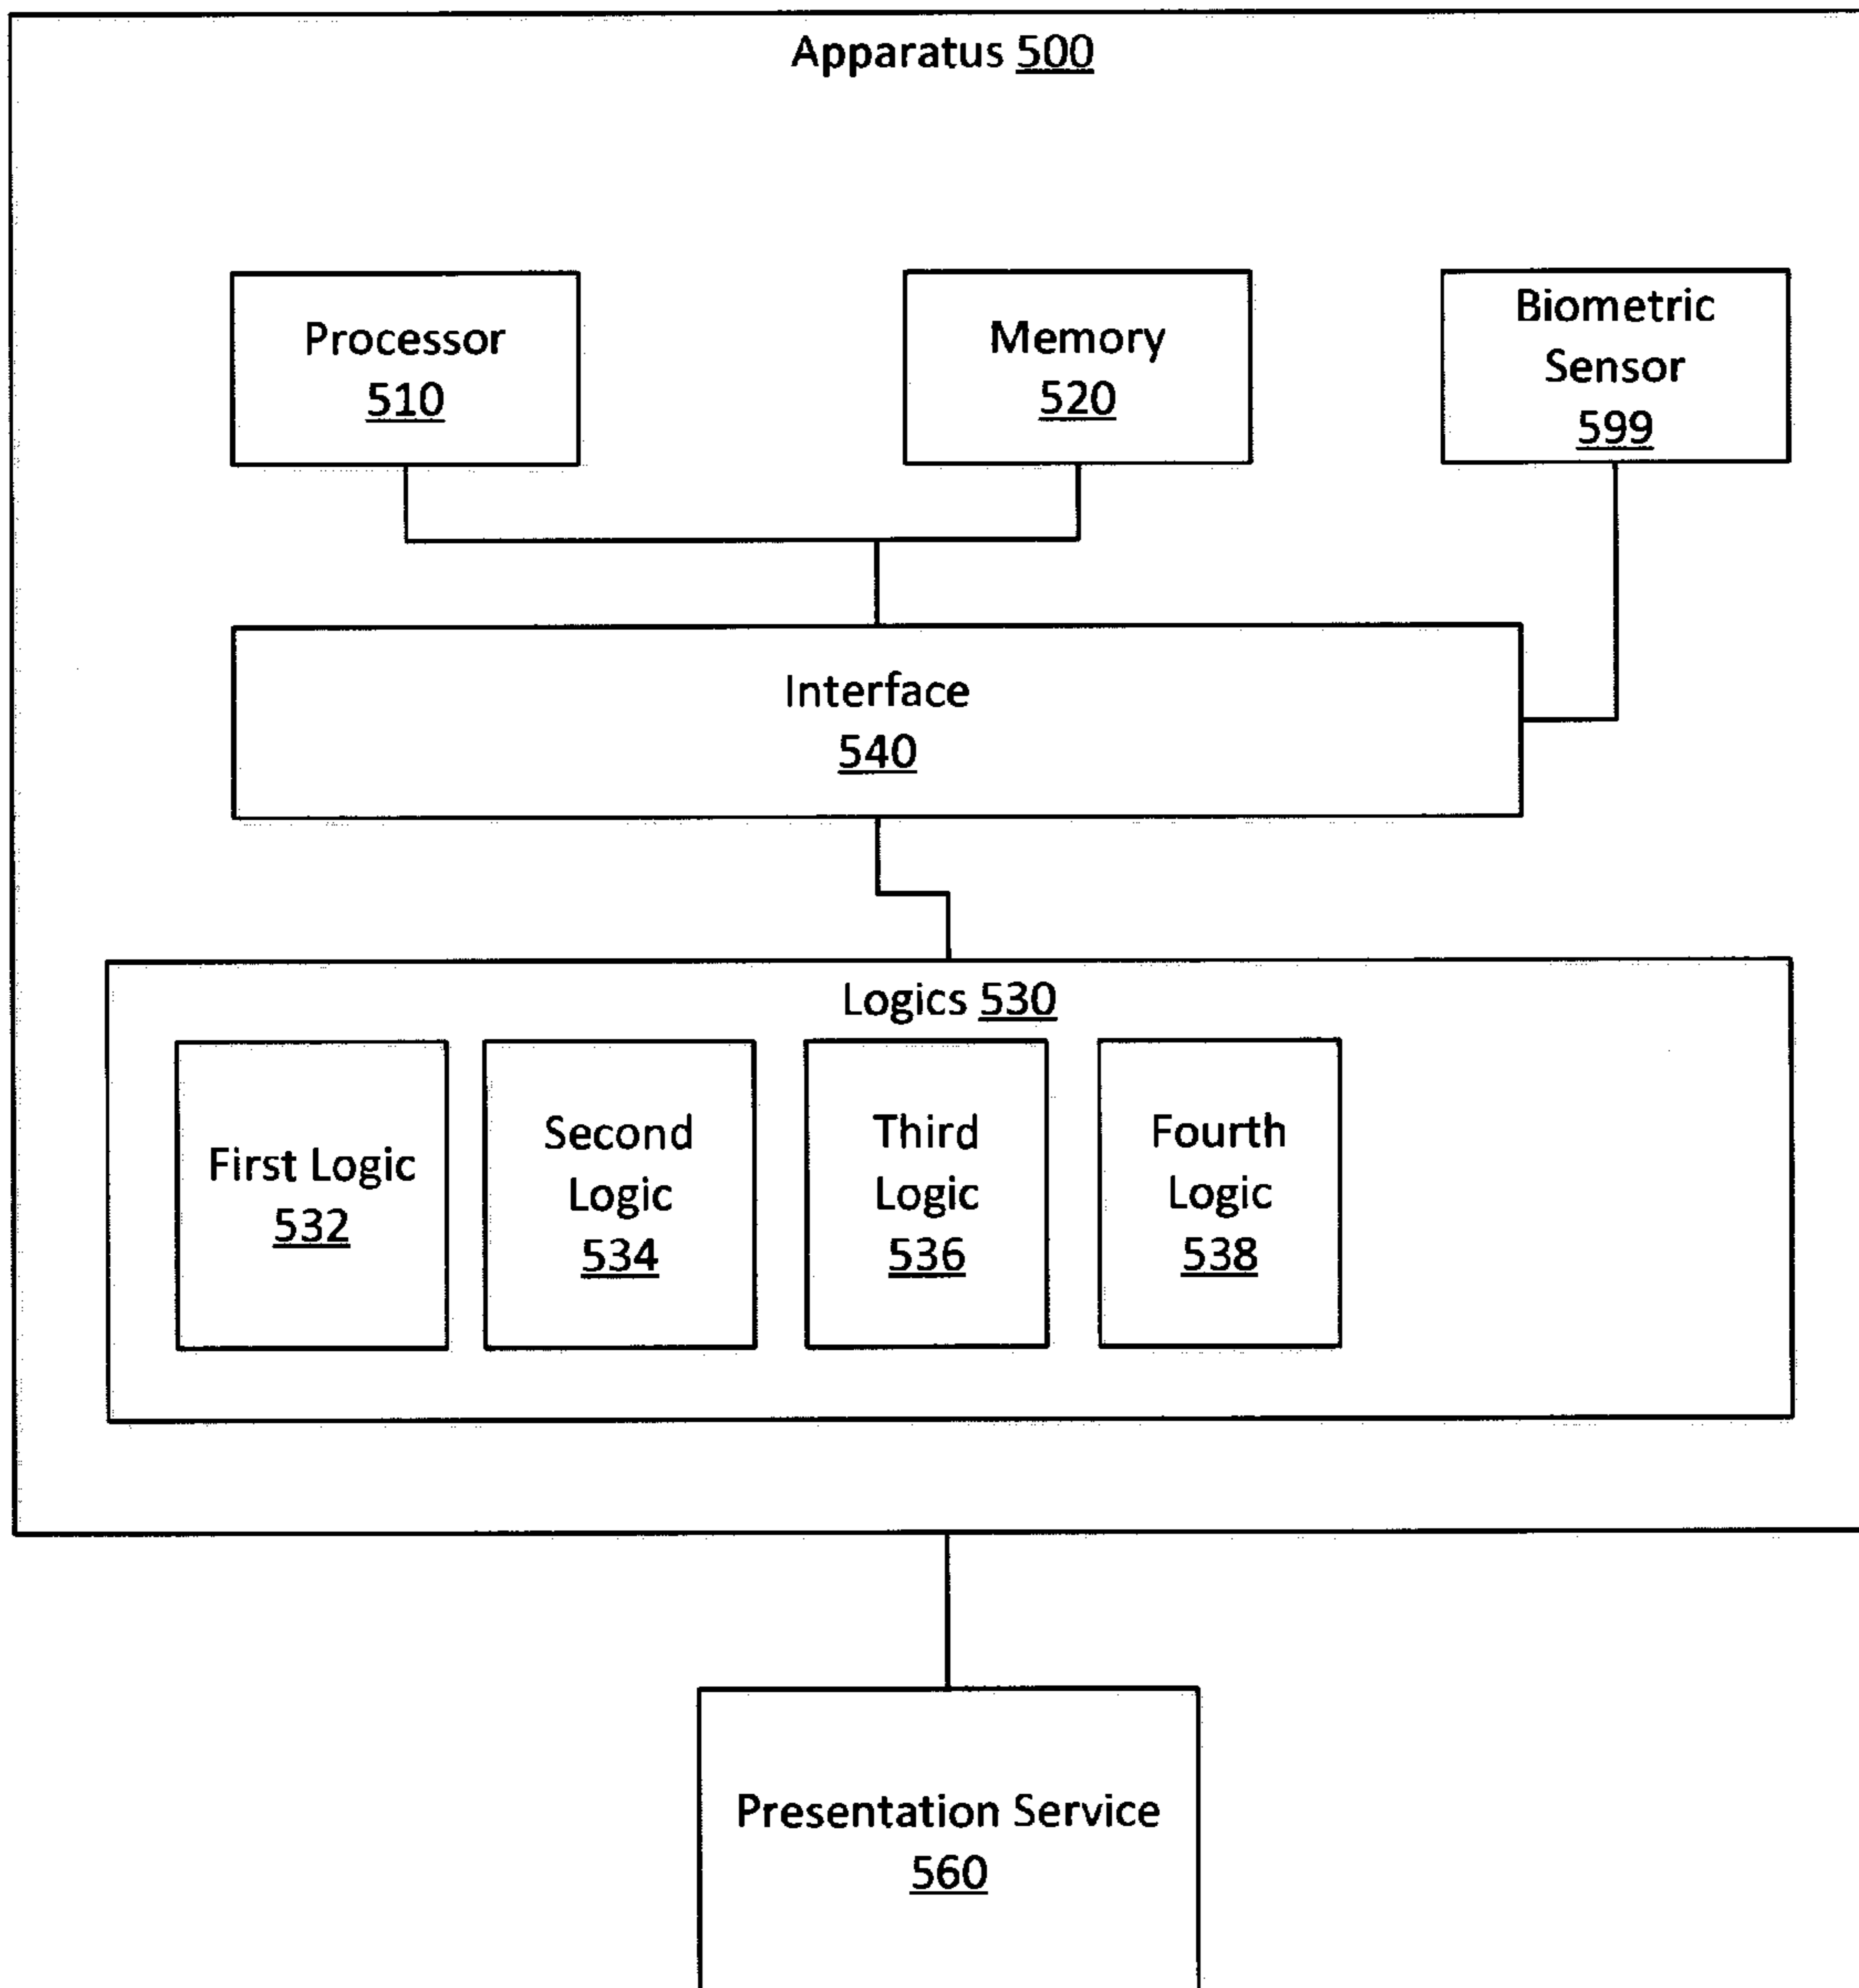 Apparatus 500
Processor
510
Memory
520
Biometric
Sensor
599
Interface
540
Logics 530
First Logic
532
Second
Logic
534
Third
Logic
536
Fourth
Logic
538
Presentation Service
560